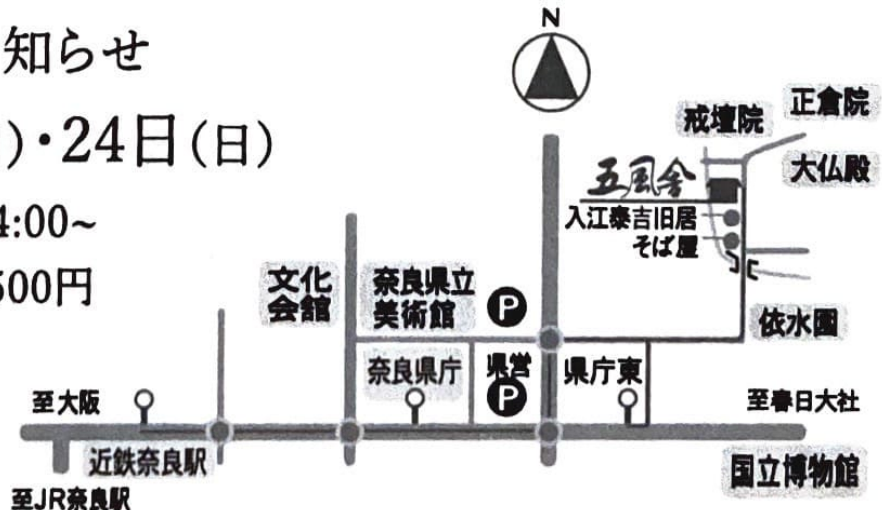 知らせ
)・24日(日)
4:00~
500円
N
正倉院
戒壇院
大仏殿
五風舎
入江泰吉旧居
そば屋
文化
会館
奈良県立
美術館
P
依水園
奈良県庁
県営
P
県庁東
至大阪
至春日大社
近鉄奈良駅
国立博物館
至JR奈良駅